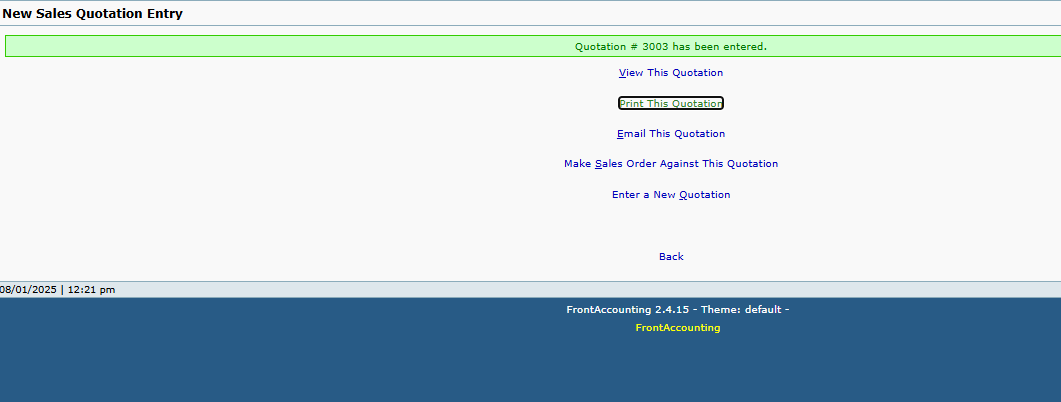 New Sales Quotation Entry
Quotation # 3003 has been entered.
View This Quotation
Print This Quotation
Email This Quotation
Make Sales Order Against This Quotation
Enter a New Quotation
Back
08/01/2025 | 12:21 pm
FrontAccounting 2.4.15 - Theme: default -
FrontAccounting